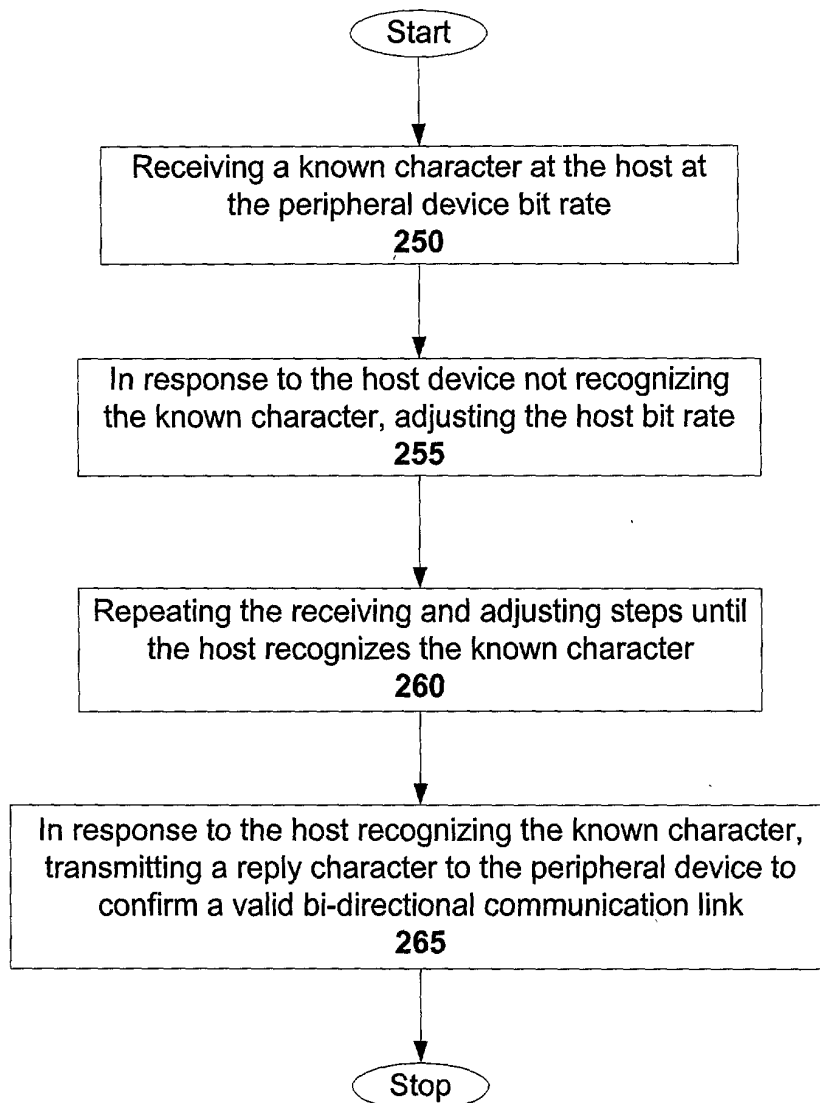 Start
Receiving a known character at the host at
the peripheral device bit rate
250
In response to the host device not recognizing
the known character, adjusting the host bit rate
255
Repeating the receiving and adjusting steps until
the host recognizes the known character
260
In response to the host recognizing the known character,
transmitting a reply character to the peripheral device to
confirm a valid bi-directional communication link
265
Stop